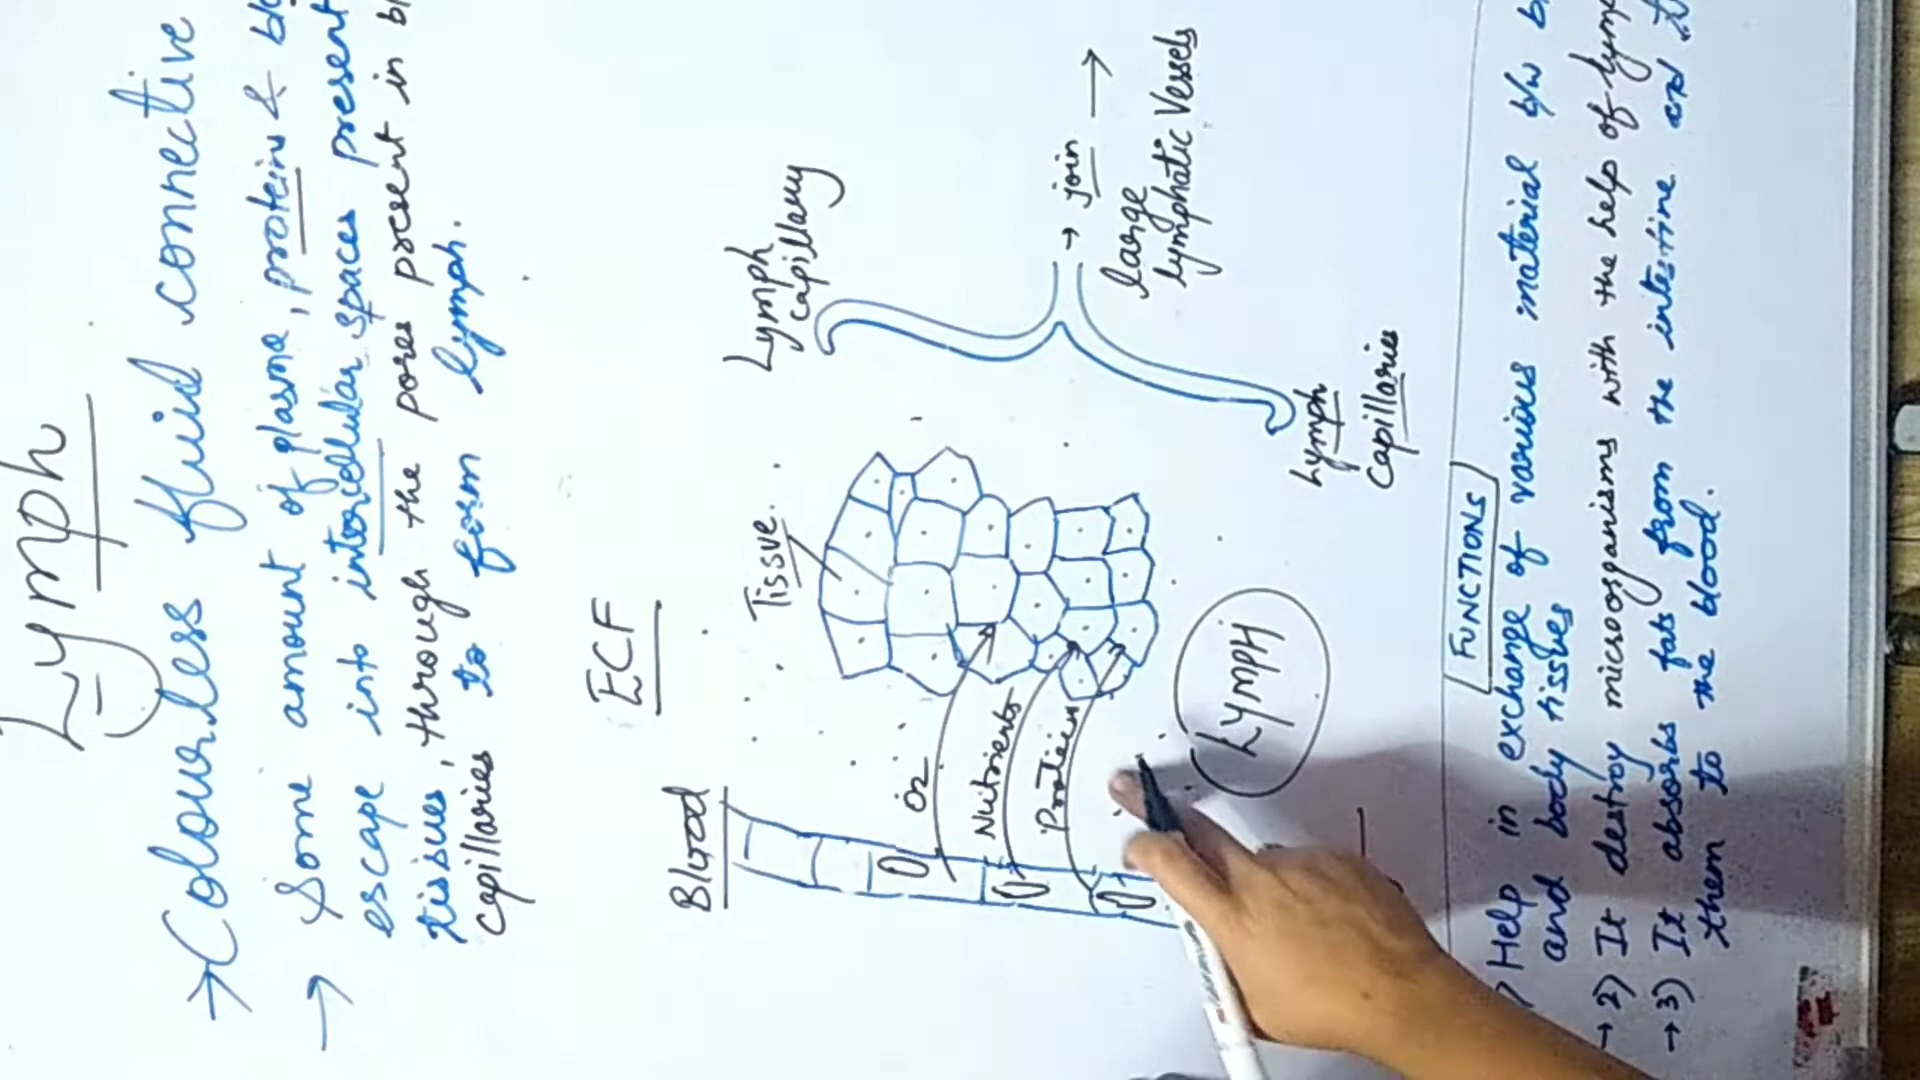 Lymph
→ Colourless fluid connective
→ Some amount of plasma, proteins &
escape into intercellular spaces present
tissues, through the pores present in
capillaries to form lymph.
ECF
Blood
Tissue
Lymph
capillary
O2
Nutrients
Protiens
→ join →
large
lymphatic Vessels
LYMPH
Lymph
Capillaries
FUNCTIONS
Help in exchange of various material b/w
and body tissues
→ 2) It destroy microorganisms with the help of
→ 3) It absorbs fats from the intestine and
them to the blood.